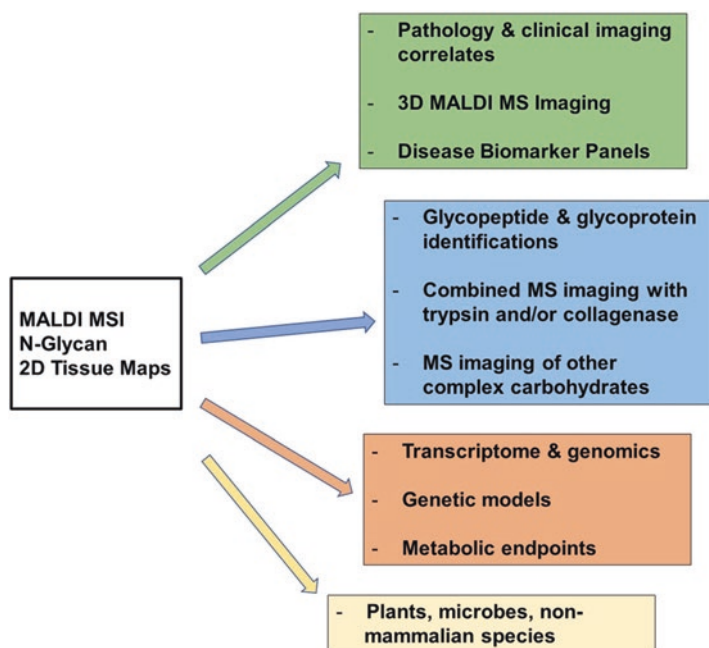 - Pathology & clinical imaging
correlates
- 3D MALDI MS Imaging
- Disease Biomarker Panels
- Glycopeptide & glycoprotein
identifications
- Combined MS imaging with
trypsin and/or collagenase
- MS imaging of other
complex carbohydrates
MALDI MSI
N-Glycan
2D Tissue Maps
- Transcriptome & genomics
- Genetic models
- Metabolic endpoints
- Plants, microbes, non-
mammalian species